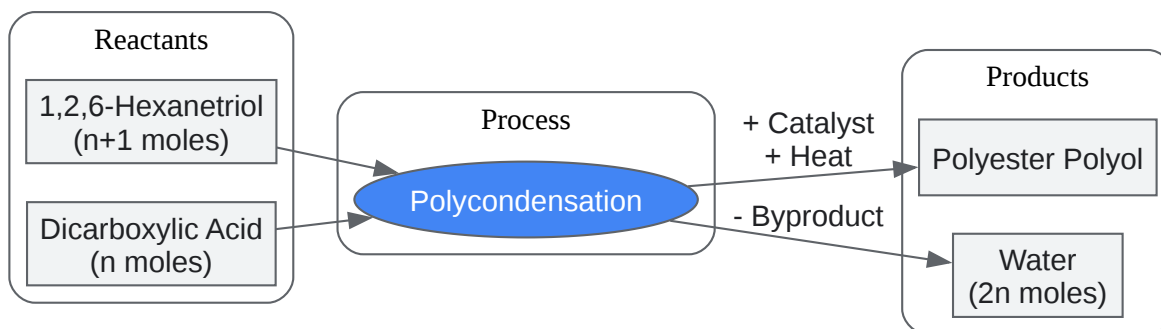 Reactants
1,2,6-Hexanetriol
(n+1 moles)
Dicarboxylic Acid
(n moles)
Process
Polycondensation
+ Catalyst
+ Heat
- Byproduct
Products
Polyester Polyol
Water
(2n moles)